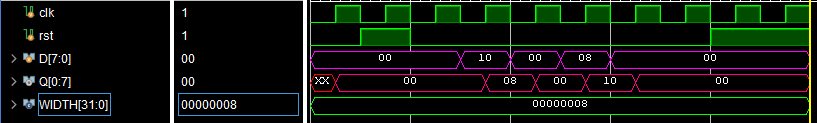 clk 1
rst 1
D[7:0] 00 00 10 00 08 00
Q[0:7] 00 XX 00 08 00 10 00
WIDTH[31:0] 00000008 00000008